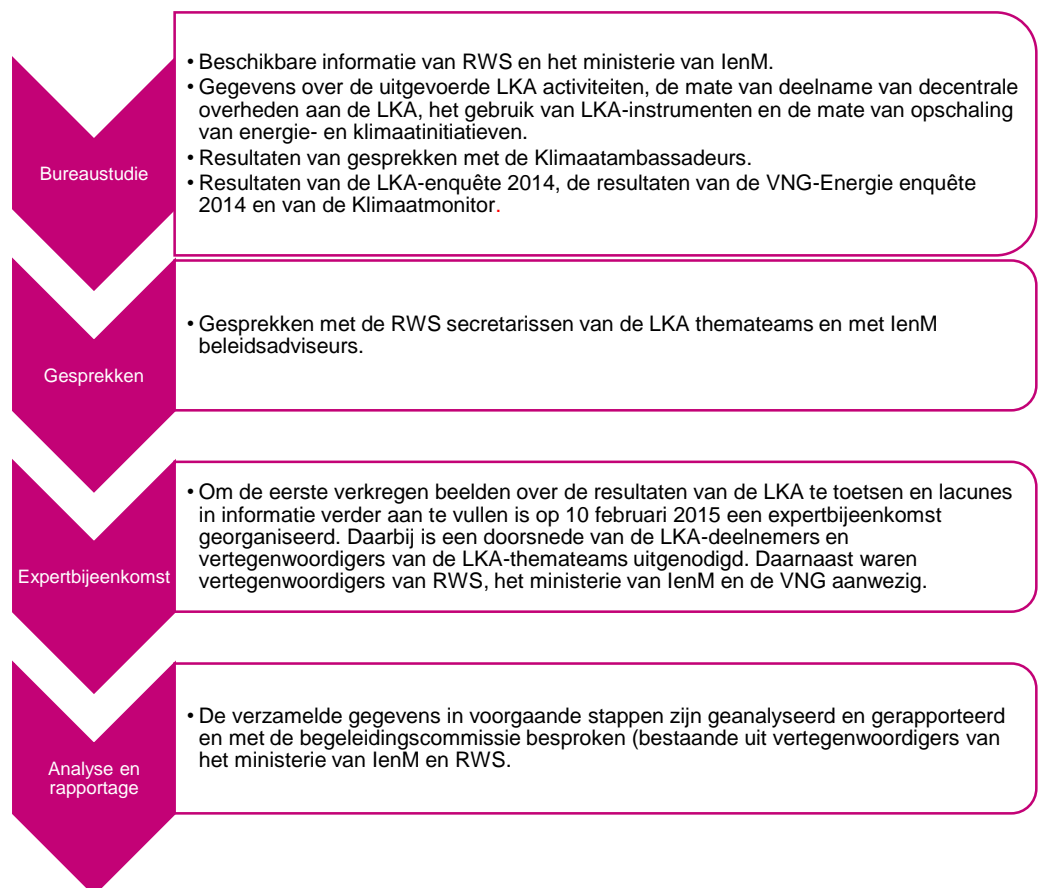 Bureaustudie
• Beschikbare informatie van RWS en het ministerie van IenM.
• Gegevens over de uitgevoerde LKA activiteiten, de mate van deelname van decentrale
overheden aan de LKA, het gebruik van LKA-instrumenten en de mate van opschaling
van energie- en klimaatinitiatieven.
• Resultaten van gesprekken met de Klimaatambassadeurs.
• Resultaten van de LKA-enquête 2014, de resultaten van de VNG-Energie enquête
2014 en van de Klimaatmonitor.
Gesprekken
• Gesprekken met de RWS secretarissen van de LKA themateams en met IenM
beleidsadviseurs.
Expertbijeenkomst
• Om de eerste verkregen beelden over de resultaten van de LKA te toetsen en lacunes
in informatie verder aan te vullen is op 10 februari 2015 een expertbijeenkomst
georganiseerd. Daarbij is een doorsnede van de LKA-deelnemers en
vertegenwoordigers van de LKA-themateams uitgenodigd. Daarnaast waren
vertegenwoordigers van RWS, het ministerie van IenM en de VNG aanwezig.
Analyse en
rapportage
• De verzamelde gegevens in voorgaande stappen zijn geanalyseerd en gerapporteerd
en met de begeleidingscommissie besproken (bestaande uit vertegenwoordigers van
het ministerie van IenM en RWS.